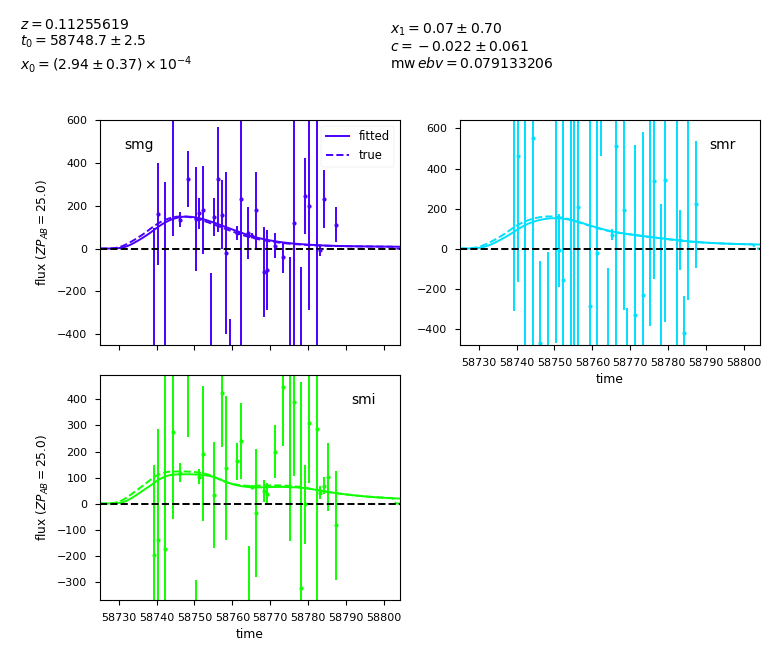 z = 0.11255619
t₀ = 58748.7 ± 2.5
x₀ = (2.94 ± 0.37) × 10⁻⁴
x₁ = 0.07 ± 0.70
c = −0.022 ± 0.061
mw ebv = 0.079133206
smg
fitted
true
600
400
200
0
−200
−400
flux (ZP_AB = 25.0)
smr
600
400
200
0
−200
−400
58730 58740 58750 58760 58770 58780 58790 58800
time
smi
400
300
200
100
0
−100
−200
−300
flux (ZP_AB = 25.0)
58730 58740 58750 58760 58770 58780 58790 58800
time